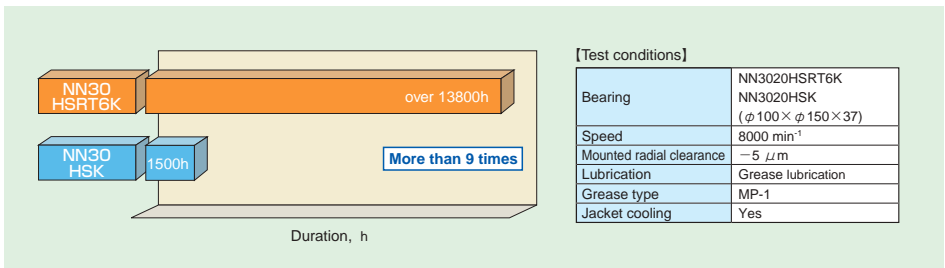 NN30
HSRT6K
over 13800h
NN30
HSK
1500h
More than 9 times
Duration, h
【Test conditions】
Bearing
NN3020HSRT6K
NN3020HSK
(φ100×φ150×37)
Speed 8000 min⁻¹
Mounted radial clearance －5 μm
Lubrication Grease lubrication
Grease type MP-1
Jacket cooling Yes